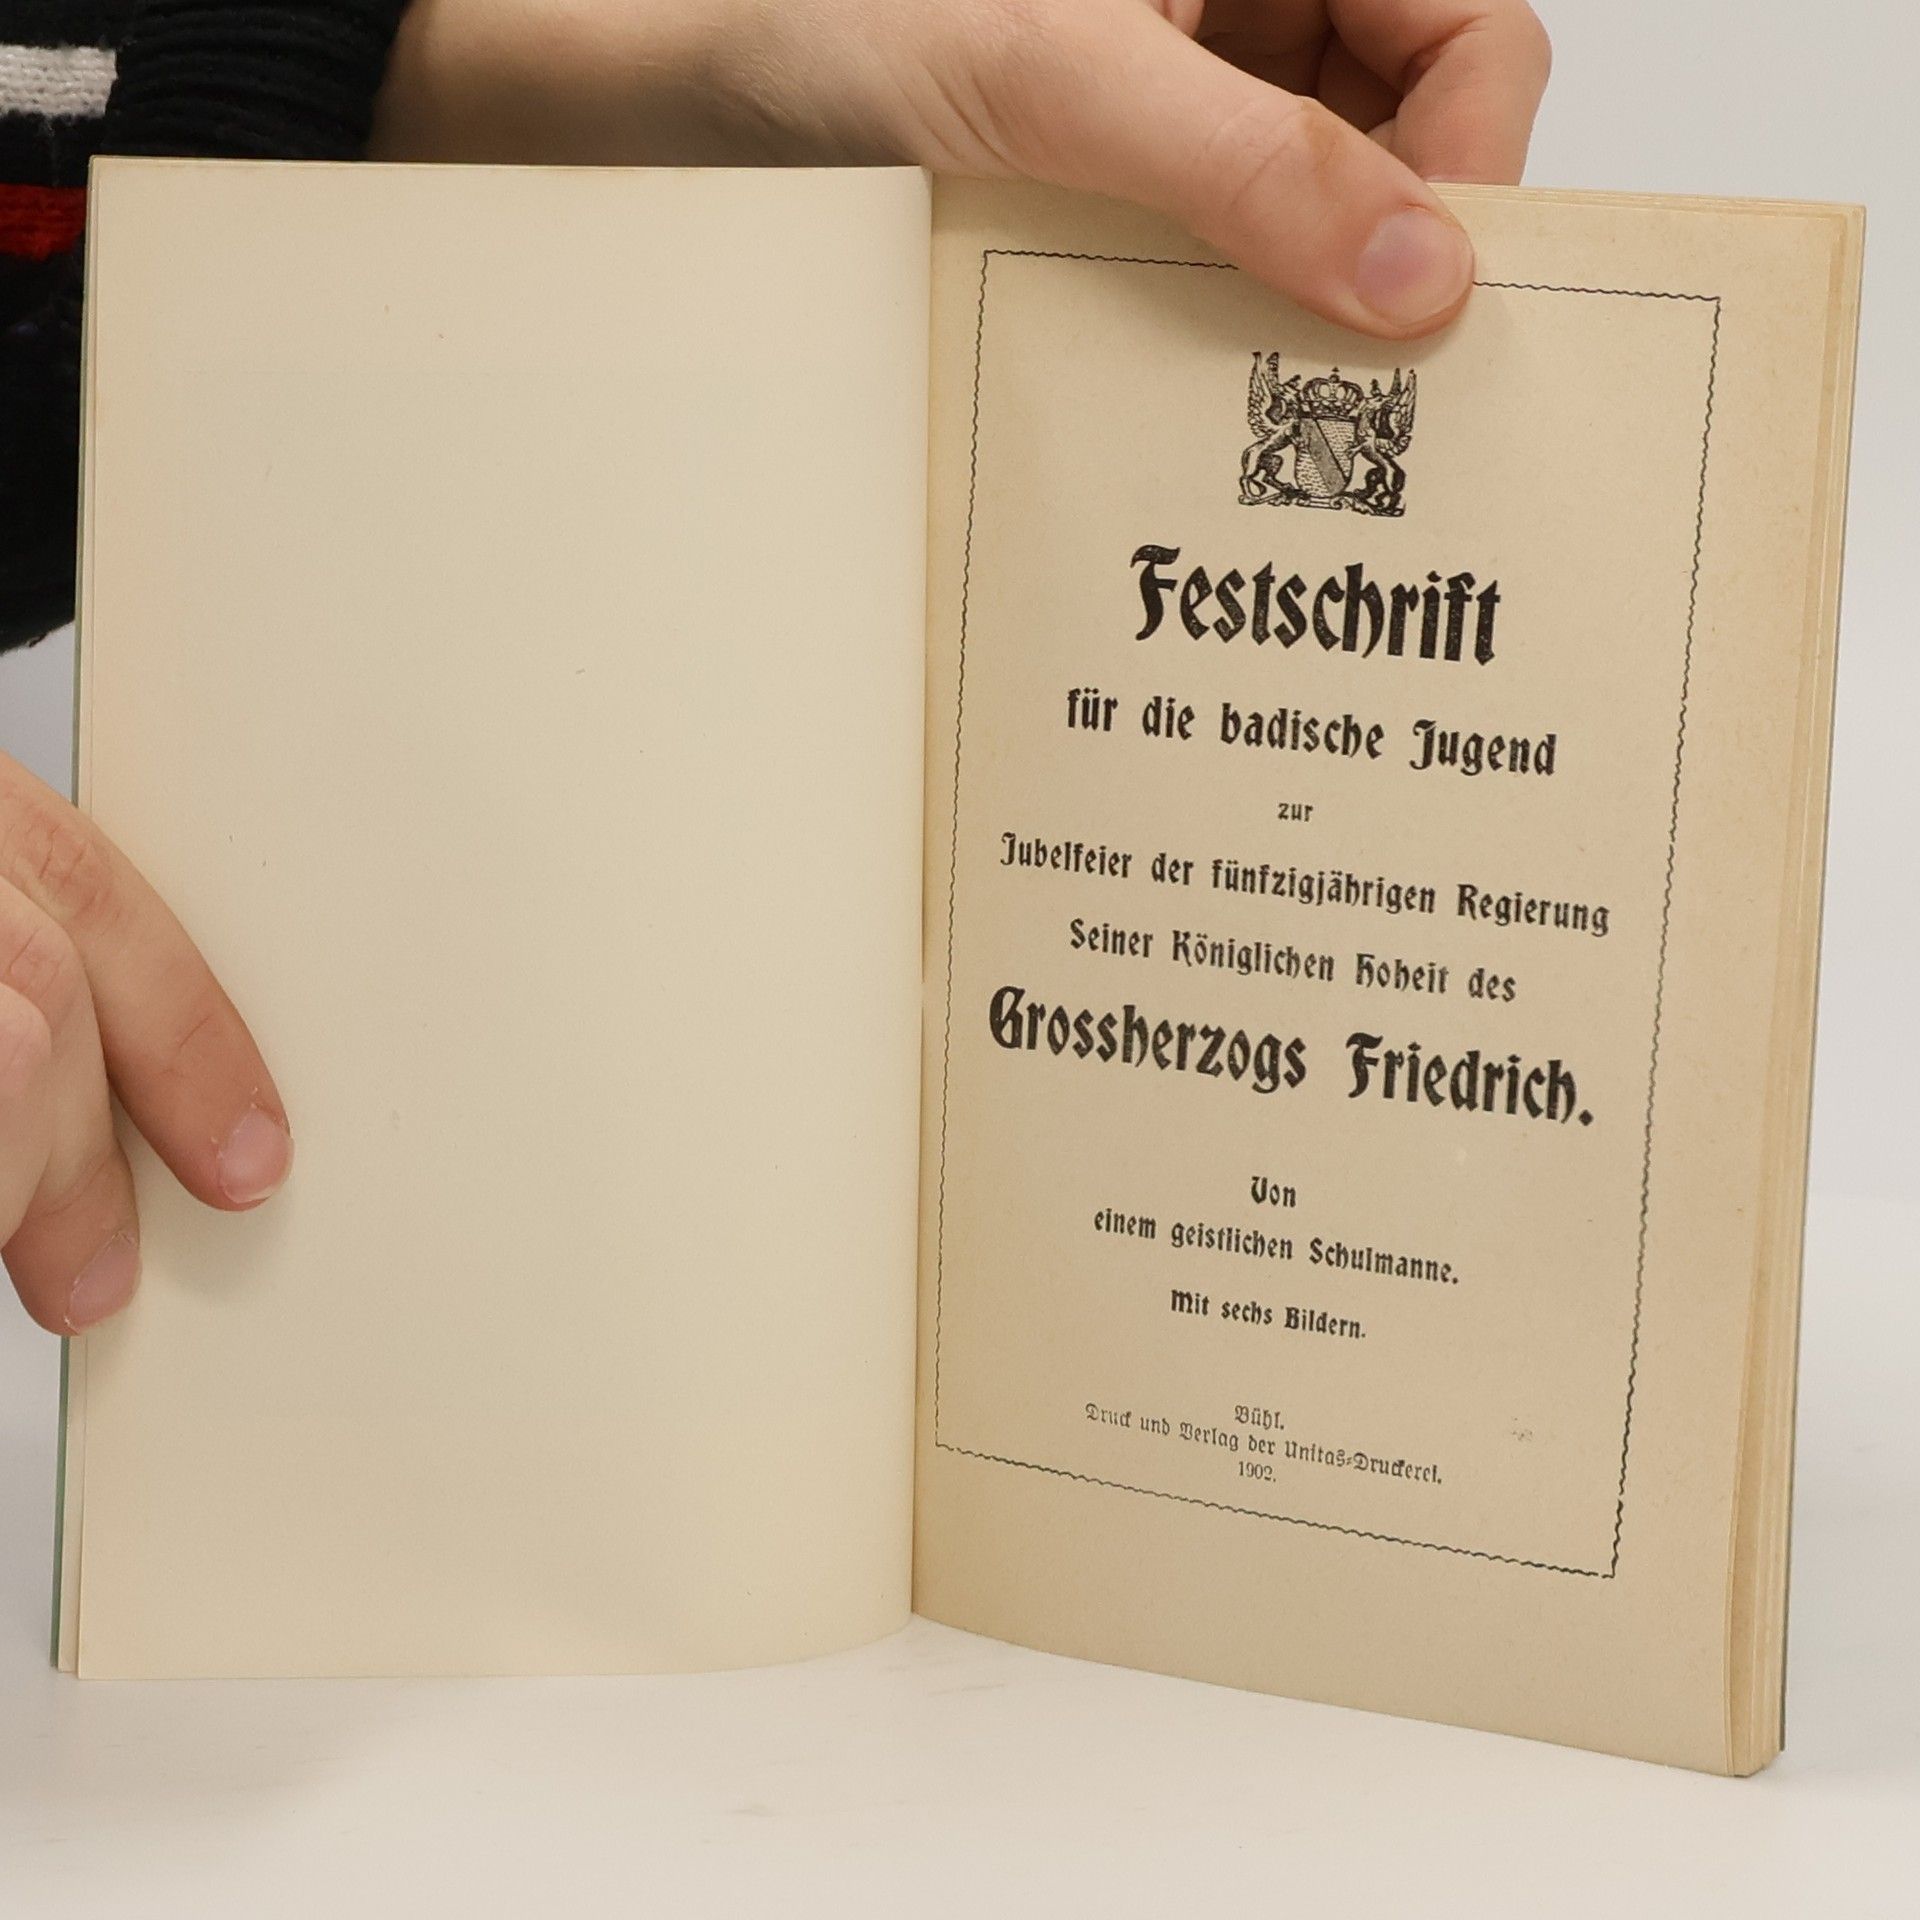 Festschrift
für die badische Jugend
zur
Jubelfeier der fünfzigjährigen Regierung
Seiner Königlichen Hoheit des
Grossherzogs Friedrich.
Von
einem geistlichen Schulmanne.
Mit sechs Bildern.
Bühl.
Druck und Verlag der Unitas-Druckerei.
1902.